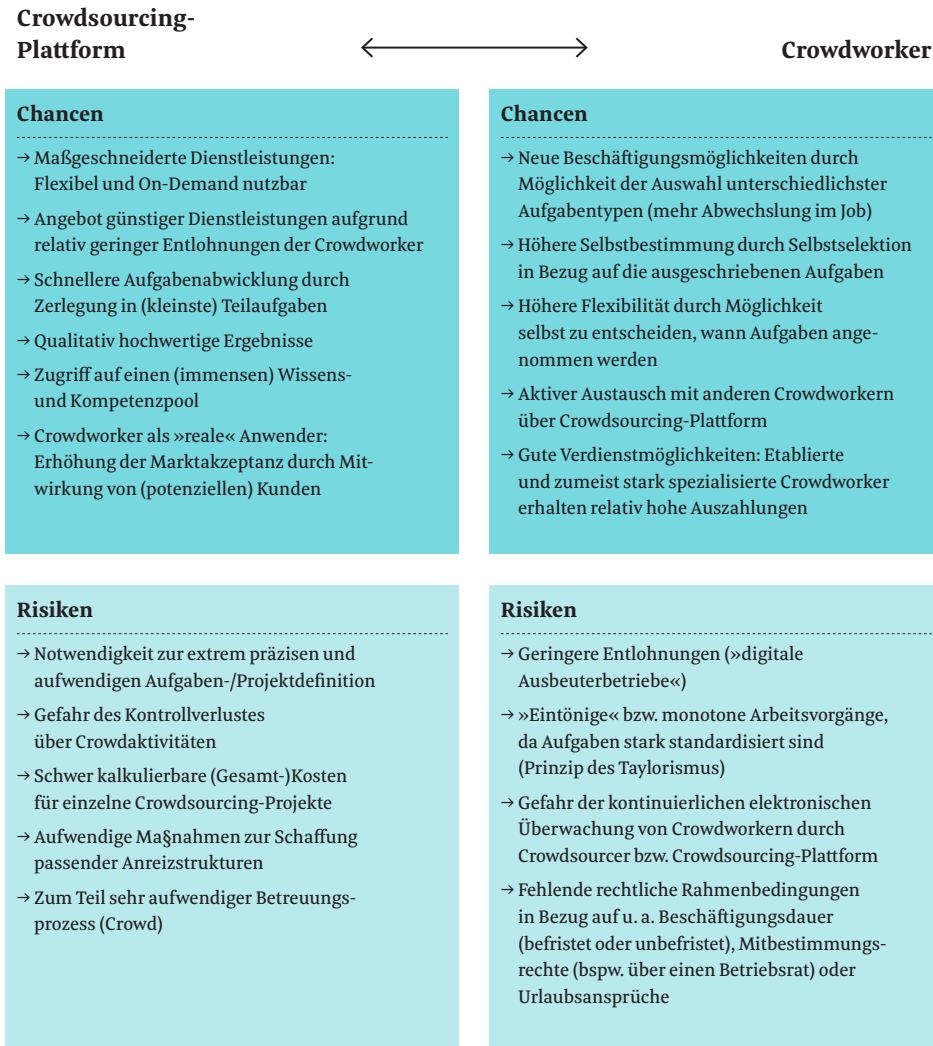 Crowdsourcing-
Plattform
Crowdworker
Chancen
→ Maßgeschneiderte Dienstleistungen:
Flexibel und On-Demand nutzbar
→ Angebot günstiger Dienstleistungen aufgrund
relativ geringer Entlohnungen der Crowdworker
→ Schnellere Aufgabenabwicklung durch
Zerlegung in (kleinste) Teilaufgaben
→ Qualitativ hochwertige Ergebnisse
→ Zugriff auf einen (immensen) Wissens-
und Kompetenzpool
→ Crowdworker als »reale« Anwender:
Erhöhung der Marktakzeptanz durch Mit-
wirkung von (potenziellen) Kunden
Chancen
→ Neue Beschäftigungsmöglichkeiten durch
Möglichkeit der Auswahl unterschiedlichster
Aufgabentypen (mehr Abwechslung im Job)
→ Höhere Selbstbestimmung durch Selbstselektion
in Bezug auf die ausgeschriebenen Aufgaben
→ Höhere Flexibilität durch Möglichkeit
selbst zu entscheiden, wann Aufgaben ange-
nommen werden
→ Aktiver Austausch mit anderen Crowdworkern
über Crowdsourcing-Plattform
→ Gute Verdienstmöglichkeiten: Etablierte
und zumeist stark spezialisierte Crowdworker
erhalten relativ hohe Auszahlungen
Risiken
→ Notwendigkeit zur extrem präzisen und
aufwendigen Aufgaben-/Projektdefinition
→ Gefahr des Kontrollverlustes
über Crowdaktivitäten
→ Schwer kalkulierbare (Gesamt-)Kosten
für einzelne Crowdsourcing-Projekte
→ Aufwendige Ma§nahmen zur Schaffung
passender Anreizstrukturen
→ Zum Teil sehr aufwendiger Betreuungs-
prozess (Crowd)
Risiken
→ Geringere Entlohnungen (»digitale
Ausbeuterbetriebe«)
→ »Eintönige« bzw. monotone Arbeitsvorgänge,
da Aufgaben stark standardisiert sind
(Prinzip des Taylorismus)
→ Gefahr der kontinuierlichen elektronischen
Überwachung von Crowdworkern durch
Crowdsourcer bzw. Crowdsourcing-Plattform
→ Fehlende rechtliche Rahmenbedingungen
in Bezug auf u. a. Beschäftigungsdauer
(befristet oder unbefristet), Mitbestimmungs-
rechte (bspw. über einen Betriebsrat) oder
Urlaubsansprüche